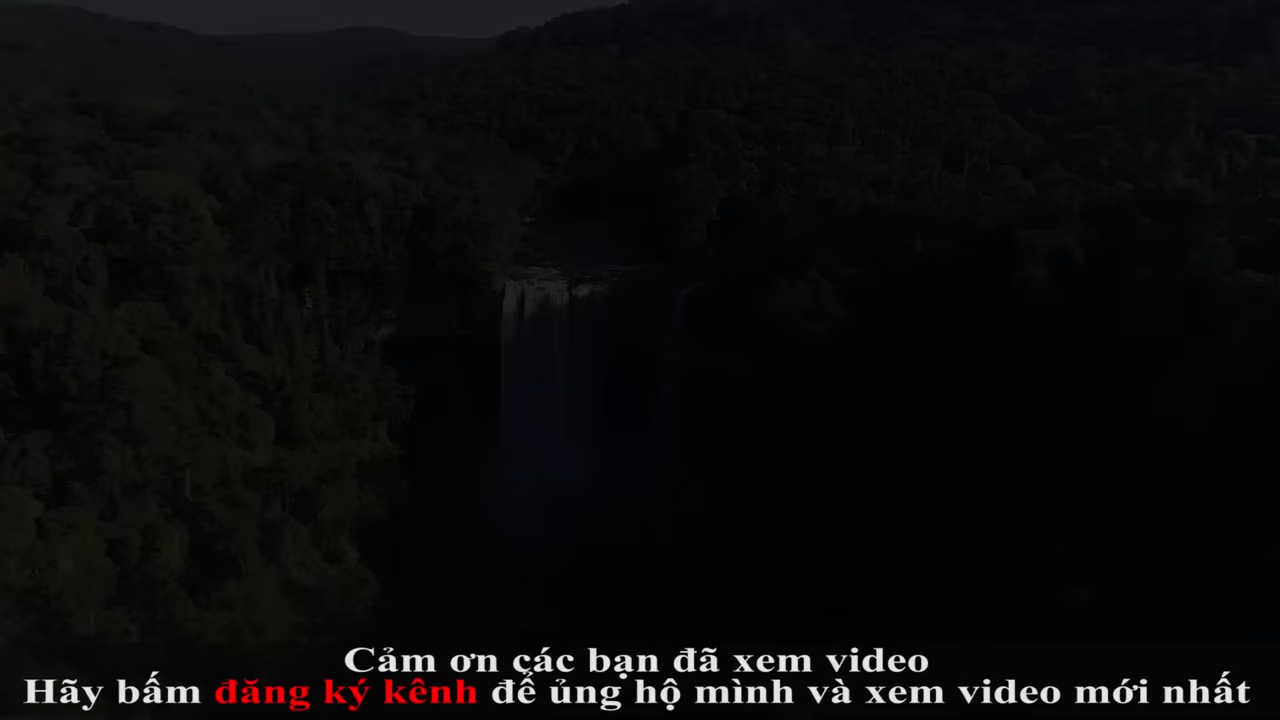 Cảm ơn các bạn đã xem video
Hãy bấm đăng ký kênh để ủng hộ mình và xem video mới nhất